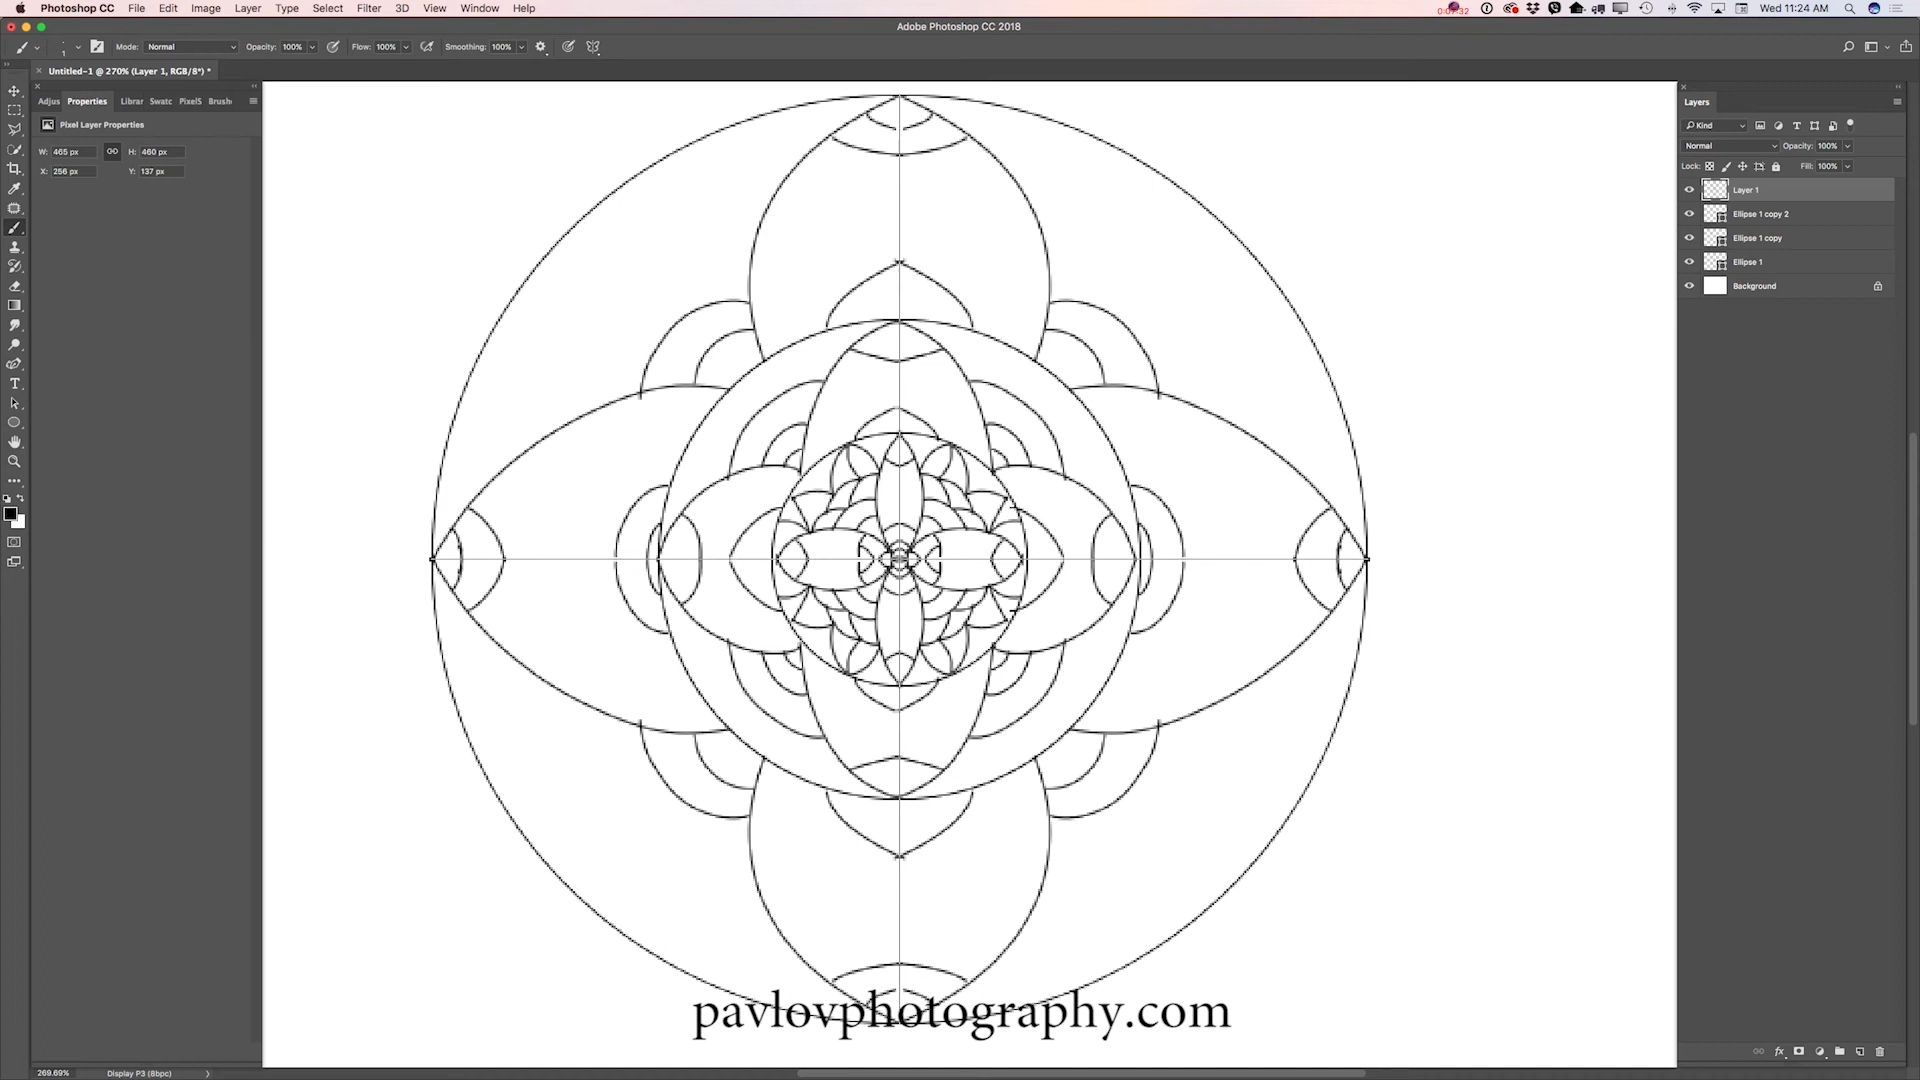 Photoshop CC File Edit Image Layer Type Select Filter 3D View Window Help Wed 11:24 AM
Adobe Photoshop CC 2018
Mode: Normal Opacity: 100% Flow: 100% Smoothing: 100%
Untitled-1 @ 270% (Layer 1, RGB/8*) *
Adjus Properties Librar Swatc PixelS Brush
Layers
Pixel Layer Properties
Kind
W: 465 px H: 460 px
Normal Opacity: 100%
X: 256 px Y: 137 px
Lock: Fill: 100%
Layer 1
Ellipse 1 copy 2
Ellipse 1 copy
Ellipse 1
Background
pavlovphotography.com
269.69% Display P3 (8bpc)